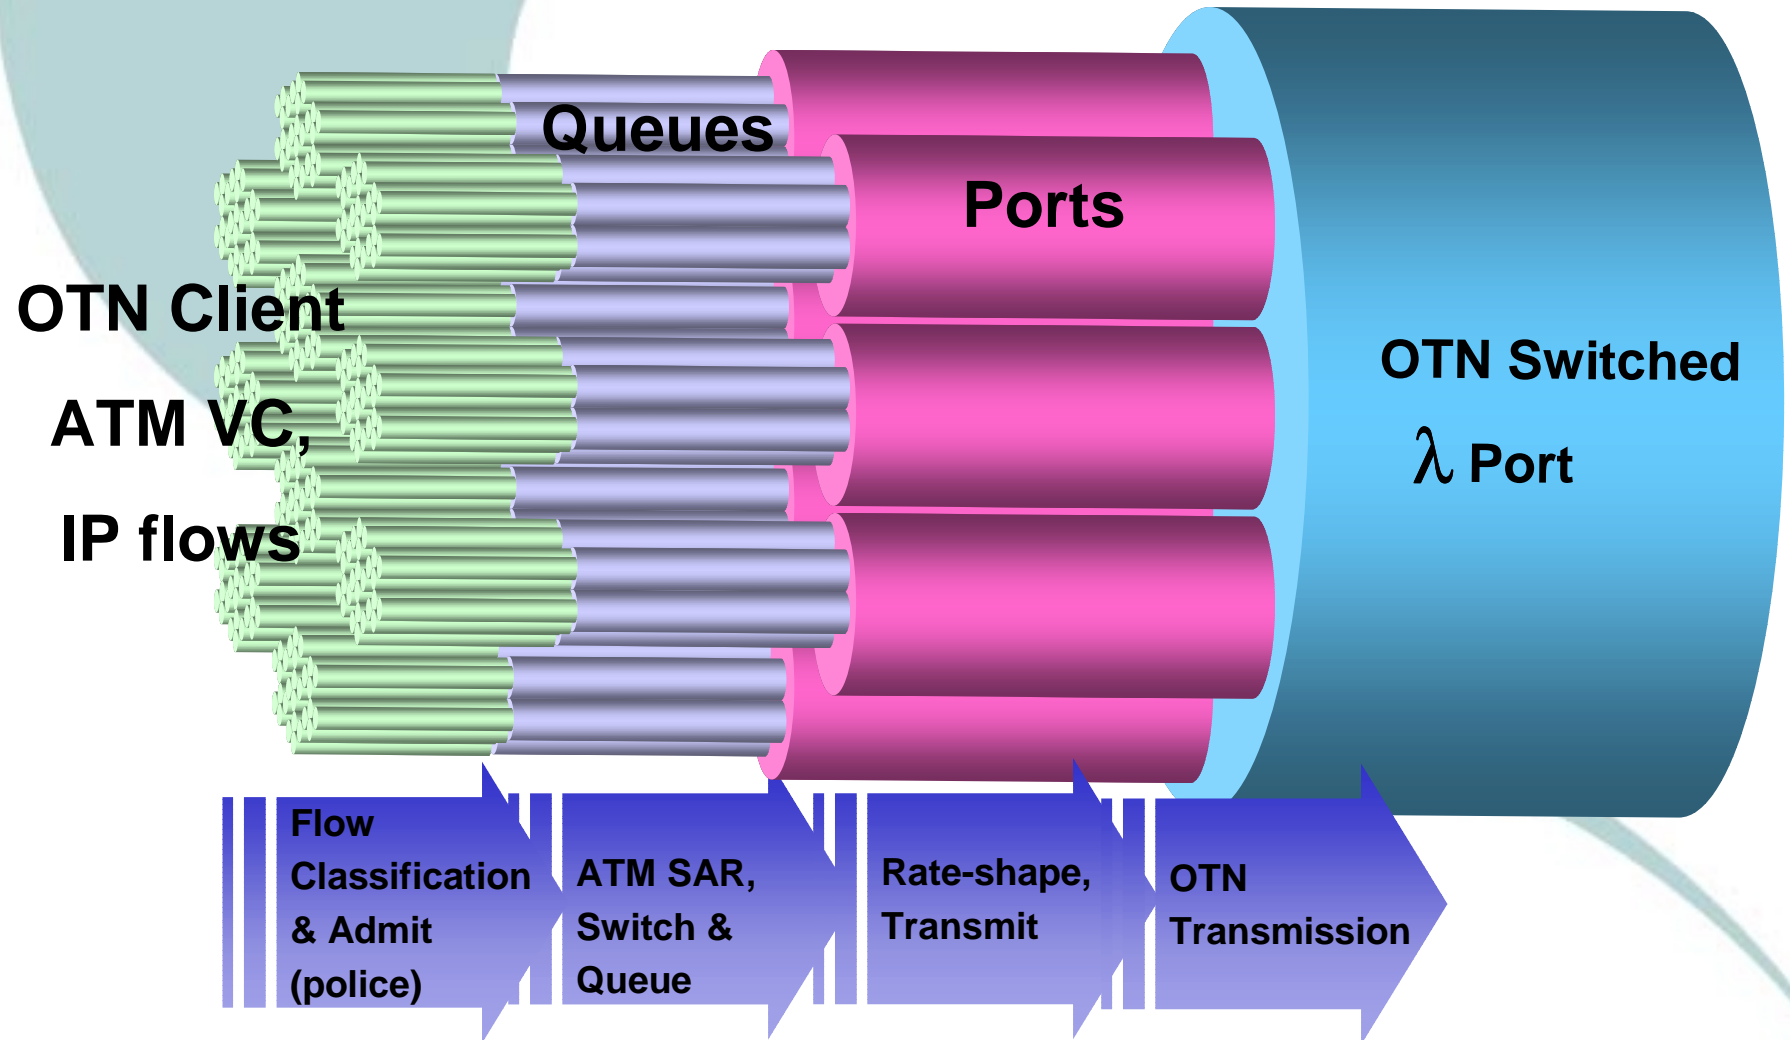 Queues
Ports
OTN Client
ATM VC,
IP flows
OTN Switched
λ Port
Flow
Classification
& Admit
(police)
ATM SAR,
Switch &
Queue
Rate-shape,
Transmit
OTN
Transmission